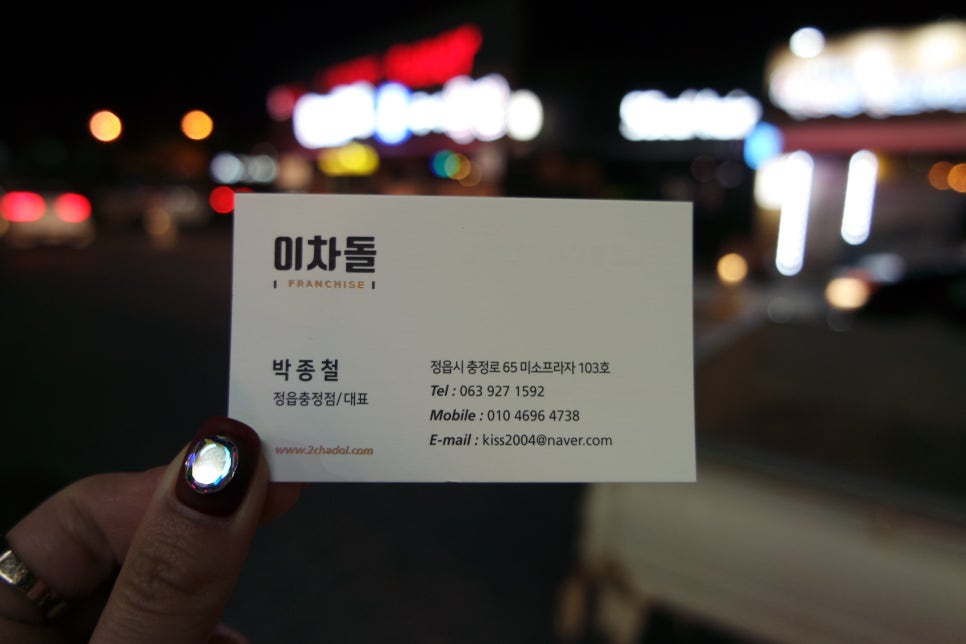 이차돌
FRANCHISE
박종철
정읍충정점/대표
www.2chadol.com
정읍시 충정로 65 미소프라자 103호
Tel : 063 927 1592
Mobile : 010 4696 4738
E-mail : kiss2004@naver.com